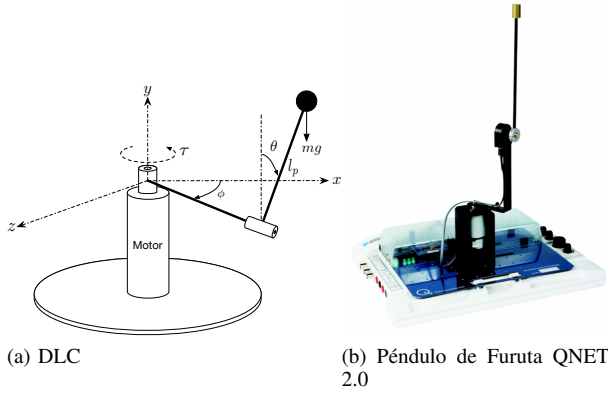 y
τ
θ
mg
l_p
ϕ
x
z
Motor
(a) DLC
(b) Péndulo de Furuta QNET
2.0